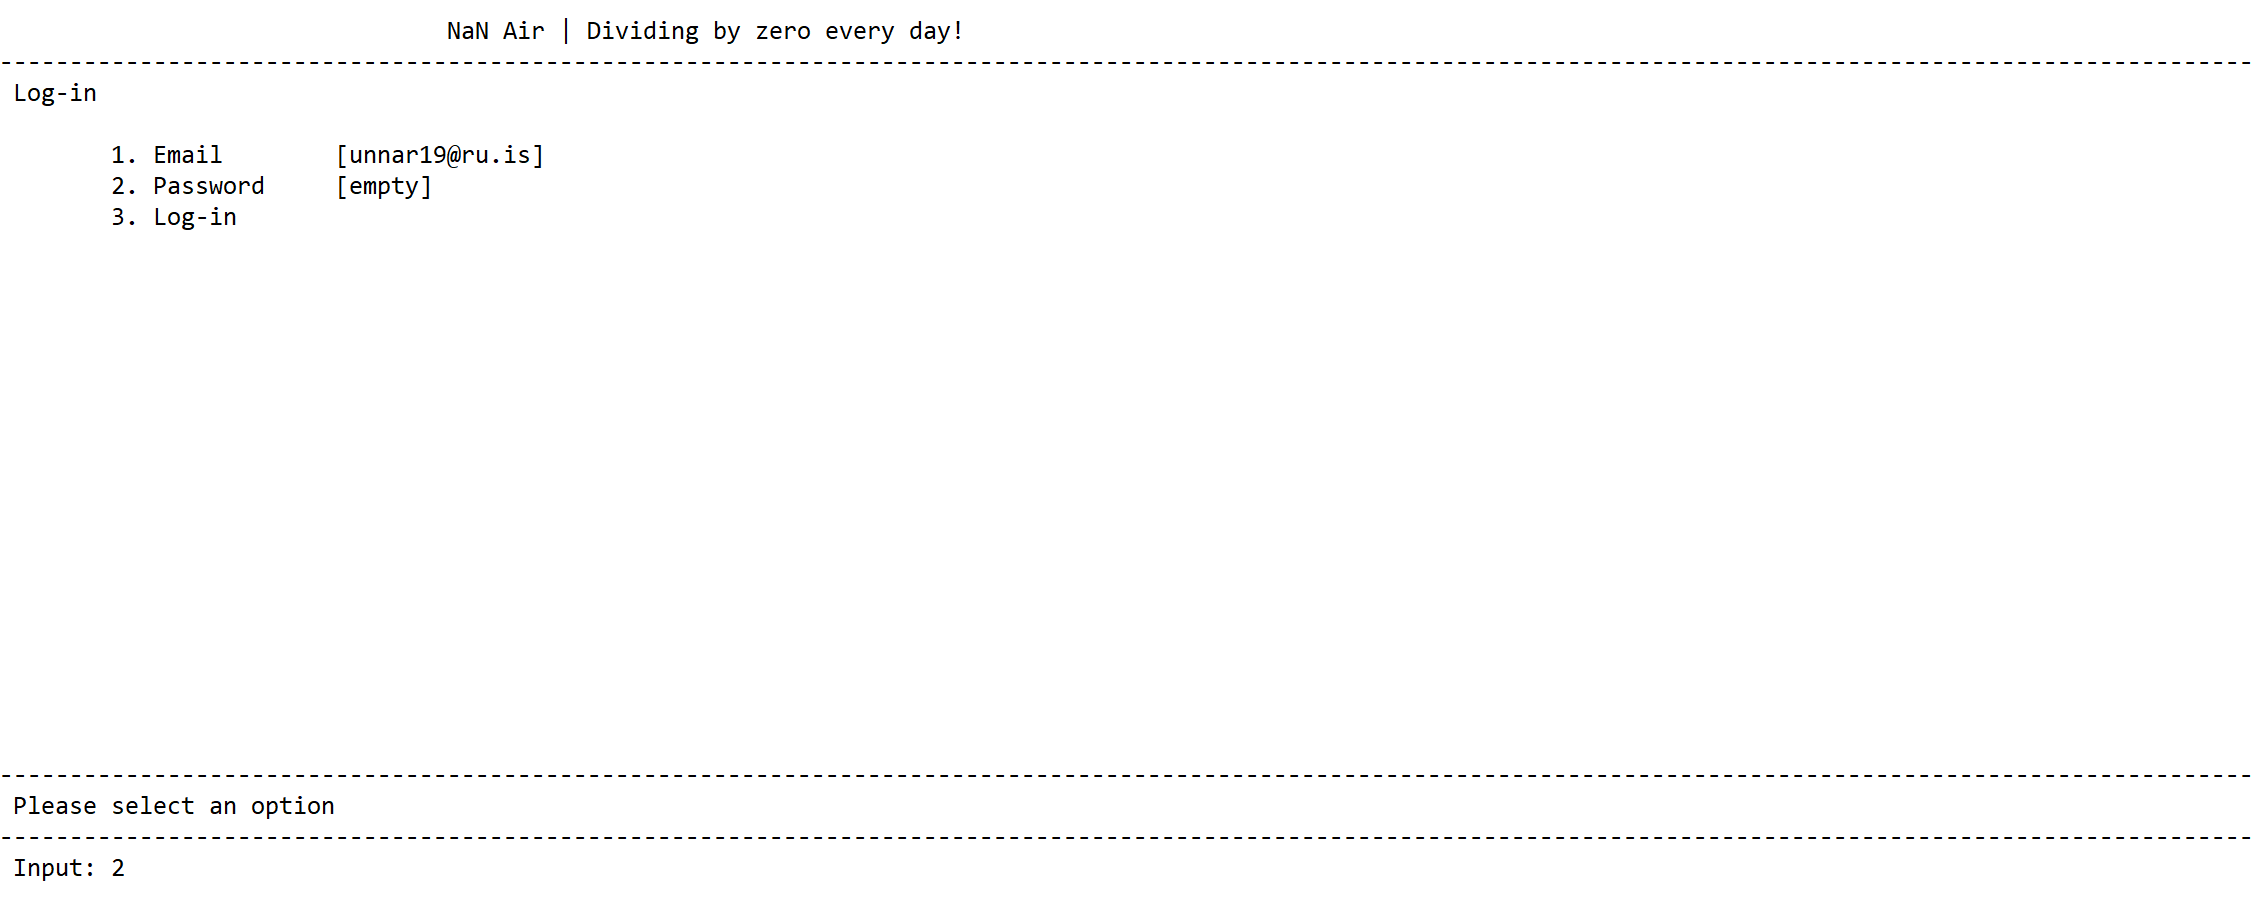 NaN Air | Dividing by zero every day!
-----------------------------------------------------------------------------------------------------------------------------------------------------------------
Log-in
1. Email [unnar19@ru.is]
2. Password [empty]
3. Log-in
-----------------------------------------------------------------------------------------------------------------------------------------------------------------
Please select an option
-----------------------------------------------------------------------------------------------------------------------------------------------------------------
Input: 2